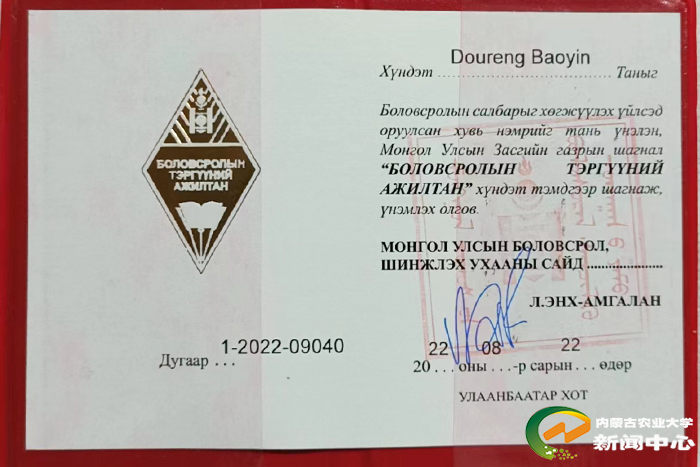 БОЛОВСРОЛЫН
ТЭРГҮҮНИЙ
АЖИЛТАН
Дугаар ... 1-2022-09040
Doureng Baoyin
Хүндэт ................................ Таныг
Боловсролын салбарыг хөгжүүлэх үйлсэд
оруулсан хувь нэмрийг тань үнэлэн,
Монгол Улсын Засгийн газрын шагнал
“БОЛОВСРОЛЫН ТЭРГҮҮНИЙ
АЖИЛТАН” хүндэт тэмдгээр шагнаж,
үнэмлэх олгов.
МОНГОЛ УЛСЫН БОЛОВСРОЛ,
ШИНЖЛЭХ УХААНЫ САЙД ......................
Л.ЭНХ-АМГАЛАН
22 08 22
20...оны...-р сарын... өдөр
УЛААНБААТАР ХОТ
内蒙古农业大学
新闻中心